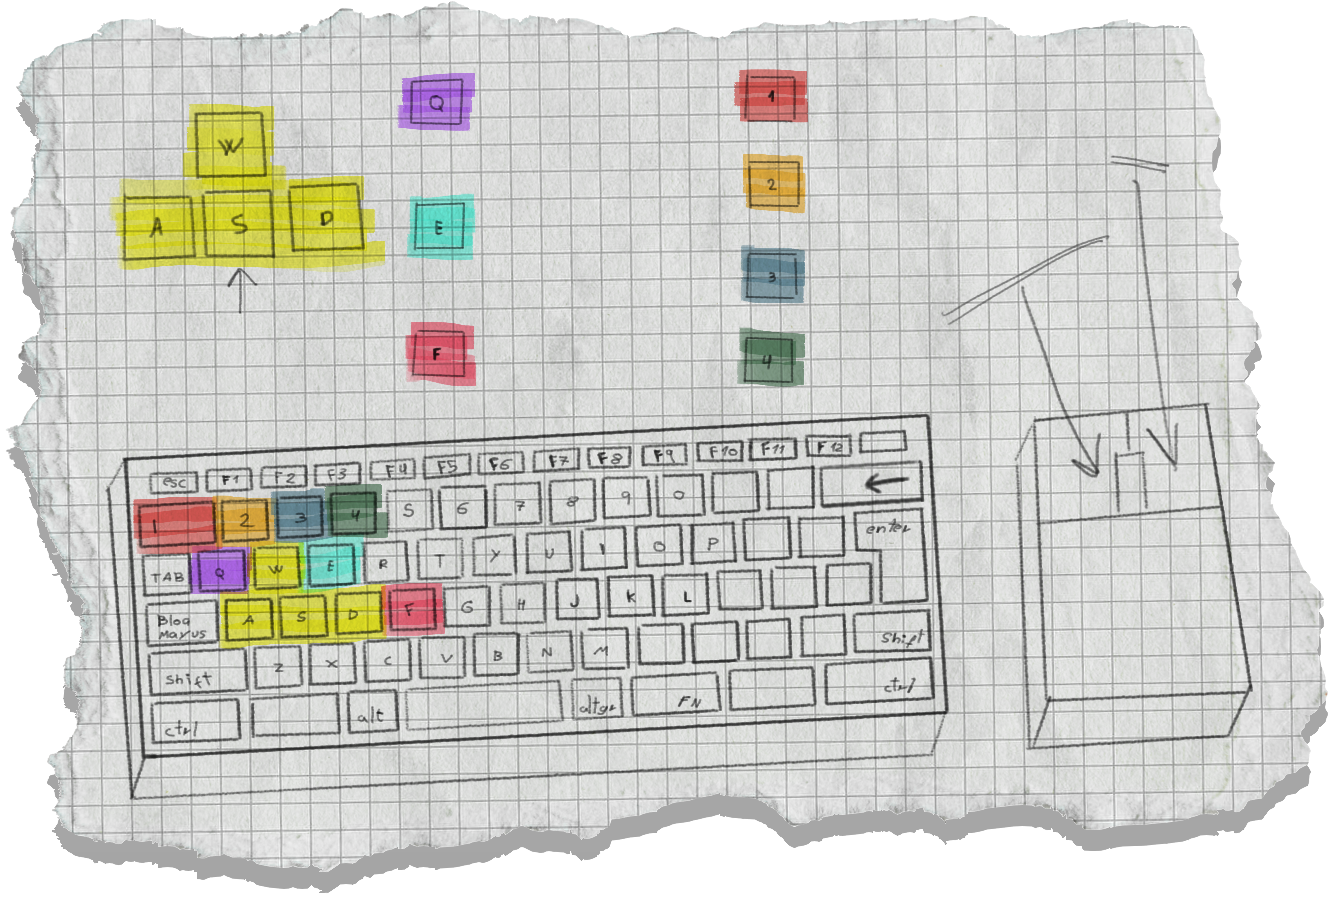 Q
1
W
2
A S D
E
3
F
4
esc F1 F2 F3 F4 F5 F6 F7 F8 F9 F10 F11 F12
1 2 3 4 5 6 7 8 9 0
TAB Q W E R T Y U I O P enter
Bloq
Mayus
A S D F G H J K L
Shift Z X C V B N M Shift
ctrl alt altgr FN ctrl